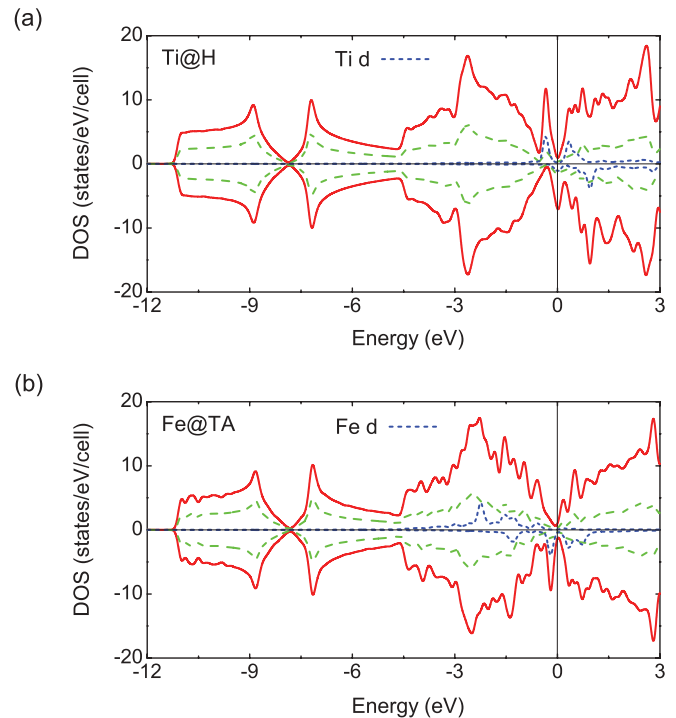 (a)
20
Ti@H Ti d
10
0
-10
-20
DOS (states/eV/cell)
-12 -9 -6 -3 0 3
Energy (eV)
(b)
20
Fe@TA Fe d
10
0
-10
-20
DOS (states/eV/cell)
-12 -9 -6 -3 0 3
Energy (eV)